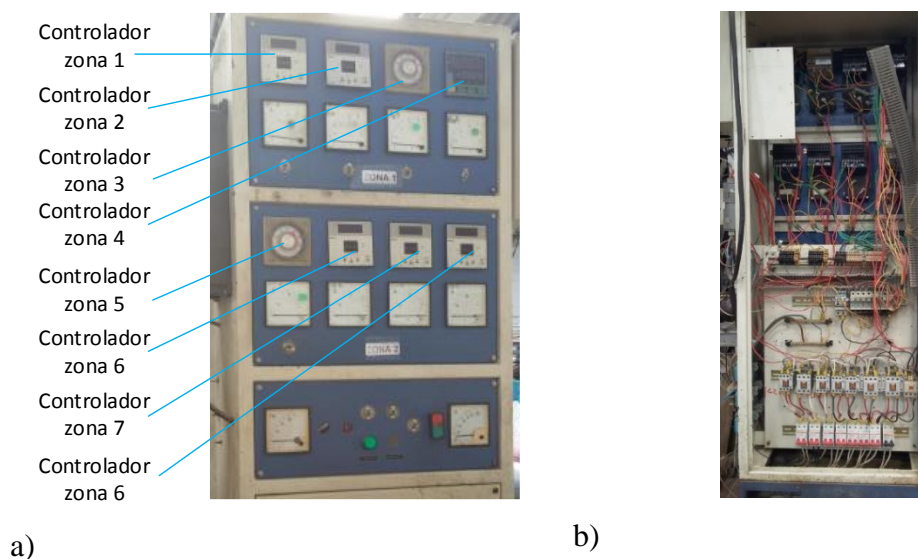 Controlador
zona 1
Controlador
zona 2
Controlador
zona 3
Controlador
zona 4
Controlador
zona 5
Controlador
zona 6
Controlador
zona 7
Controlador
zona 6
ZONA 1
ZONA 2
a)
b)